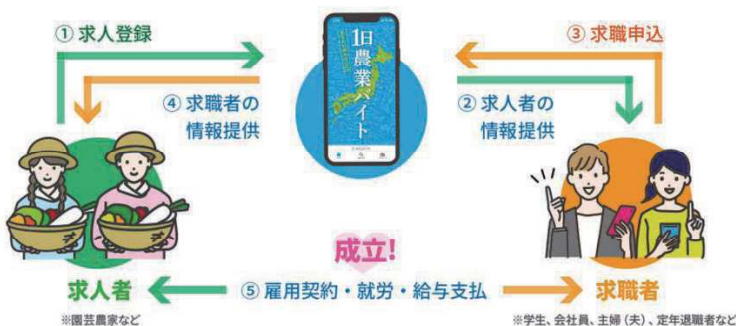 ① 求人登録
③ 求職申込
1日農業バイト
④ 求職者の
情報提供
② 求人者の
情報提供
成立!
求人者
⑤ 雇用契約・就労・給与支払
求職者
※園芸農家など
※学生、会社員、主婦(夫)、定年退職者など